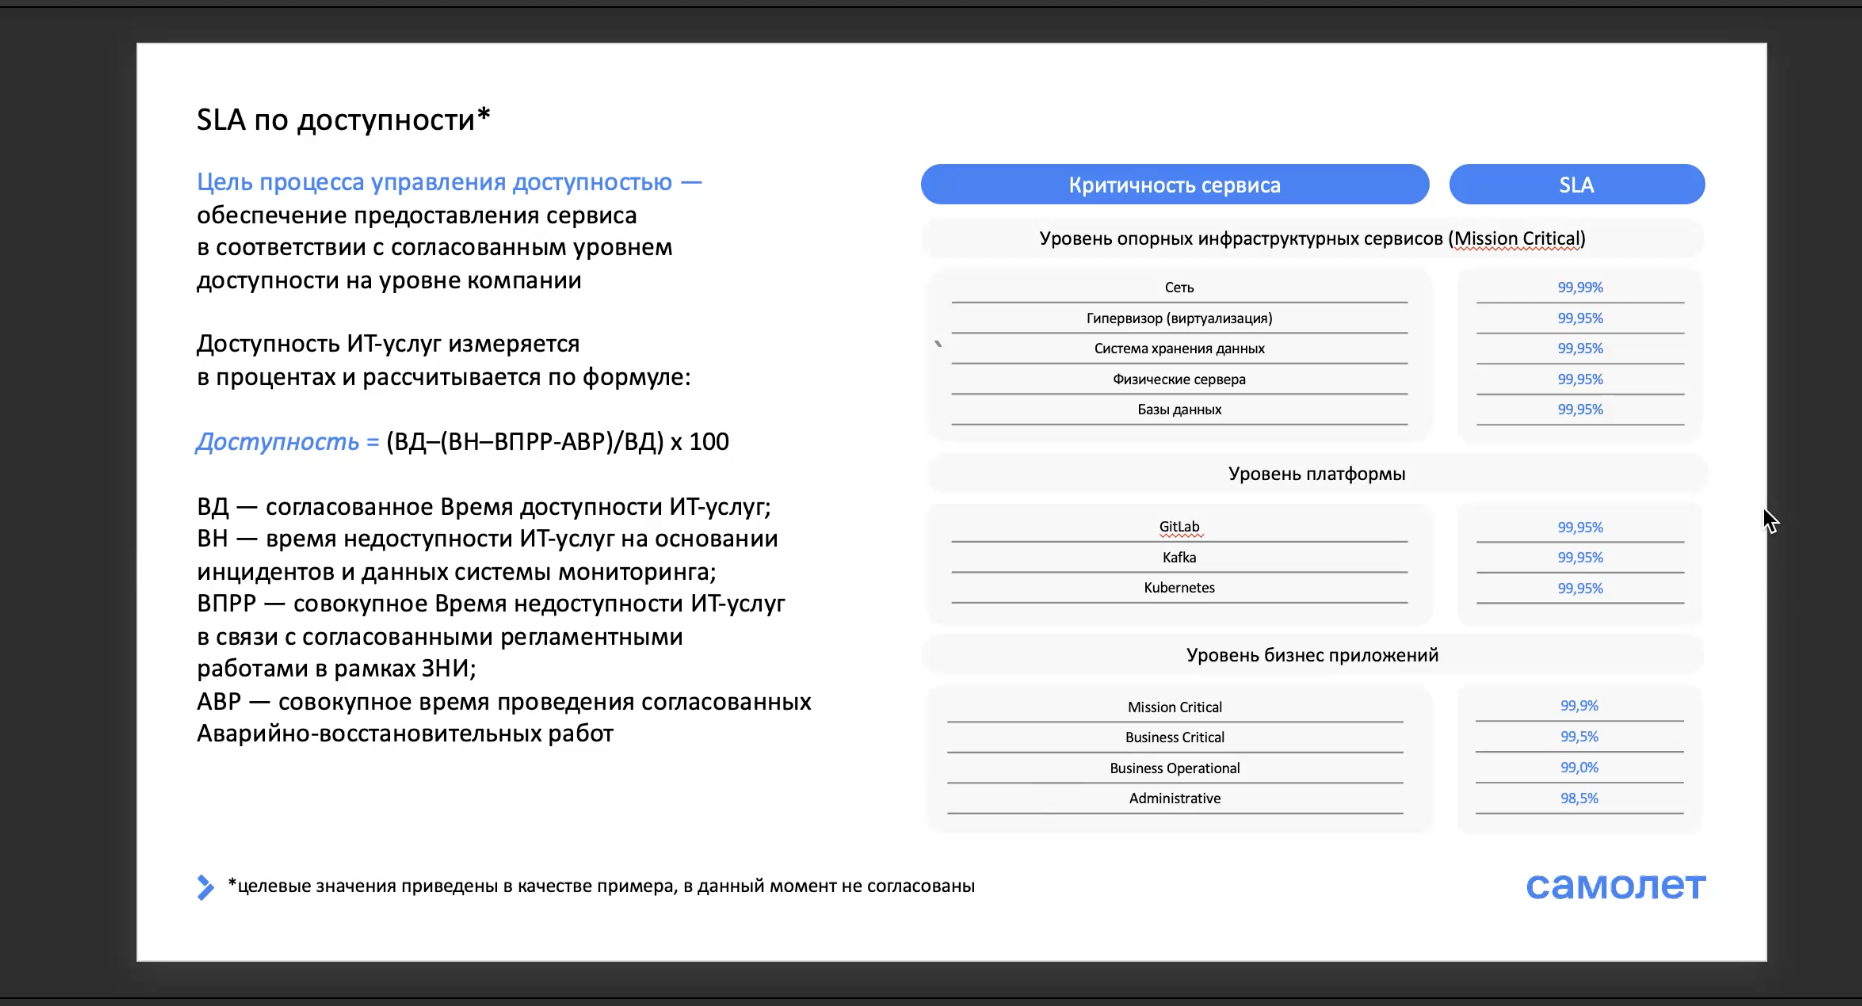 SLA по доступности*
Цель процесса управления доступностью —
обеспечение предоставления сервиса
в соответствии с согласованным уровнем
доступности на уровне компании
Доступность ИТ-услуг измеряется
в процентах и рассчитывается по формуле:
Доступность = (ВД–(ВН–ВПРР-АВР)/ВД) x 100
ВД — согласованное Время доступности ИТ-услуг;
ВН — время недоступности ИТ-услуг на основании
инцидентов и данных системы мониторинга;
ВПРР — совокупное Время недоступности ИТ-услуг
в связи с согласованными регламентными
работами в рамках ЗНИ;
АВР — совокупное время проведения согласованных
Аварийно-восстановительных работ
Критичность сервиса SLA
Уровень опорных инфраструктурных сервисов (Mission Critical)
Сеть 99,99%
Гипервизор (виртуализация) 99,95%
` Система хранения данных 99,95%
Физические сервера 99,95%
Базы данных 99,95%
Уровень платформы
GitLab 99,95%
Kafka 99,95%
Kubernetes 99,95%
Уровень бизнес приложений
Mission Critical 99,9%
Business Critical 99,5%
Business Operational 99,0%
Administrative 98,5%
*целевые значения приведены в качестве примера, в данный момент не согласованы
самолет